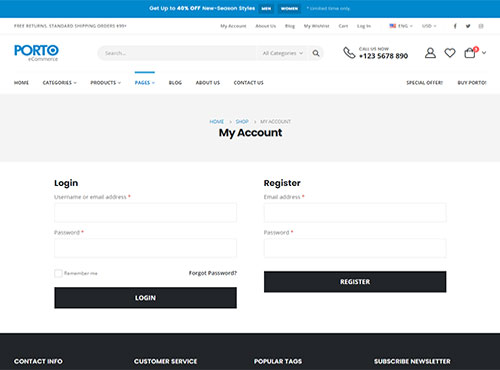 Get Up to 40% OFF New-Season Styles MEN WOMEN * Limited time only.
FREE RETURNS. STANDARD SHIPPING ORDERS $99+
My Account About Us Blog My Wishlist Cart Log In ENG USD
PORTO
eCommerce
Search...
All Categories
CALL US NOW
+123 5678 890
0
HOME CATEGORIES PRODUCTS PAGES BLOG ABOUT US CONTACT US SPECIAL OFFER! BUY PORTO!
HOME > SHOP > MY ACCOUNT
My Account
Login
Username or email address *
Password *
Remember me
Forgot Password?
LOGIN
Register
Email address *
Password *
REGISTER
CONTACT INFO CUSTOMER SERVICE POPULAR TAGS SUBSCRIBE NEWSLETTER